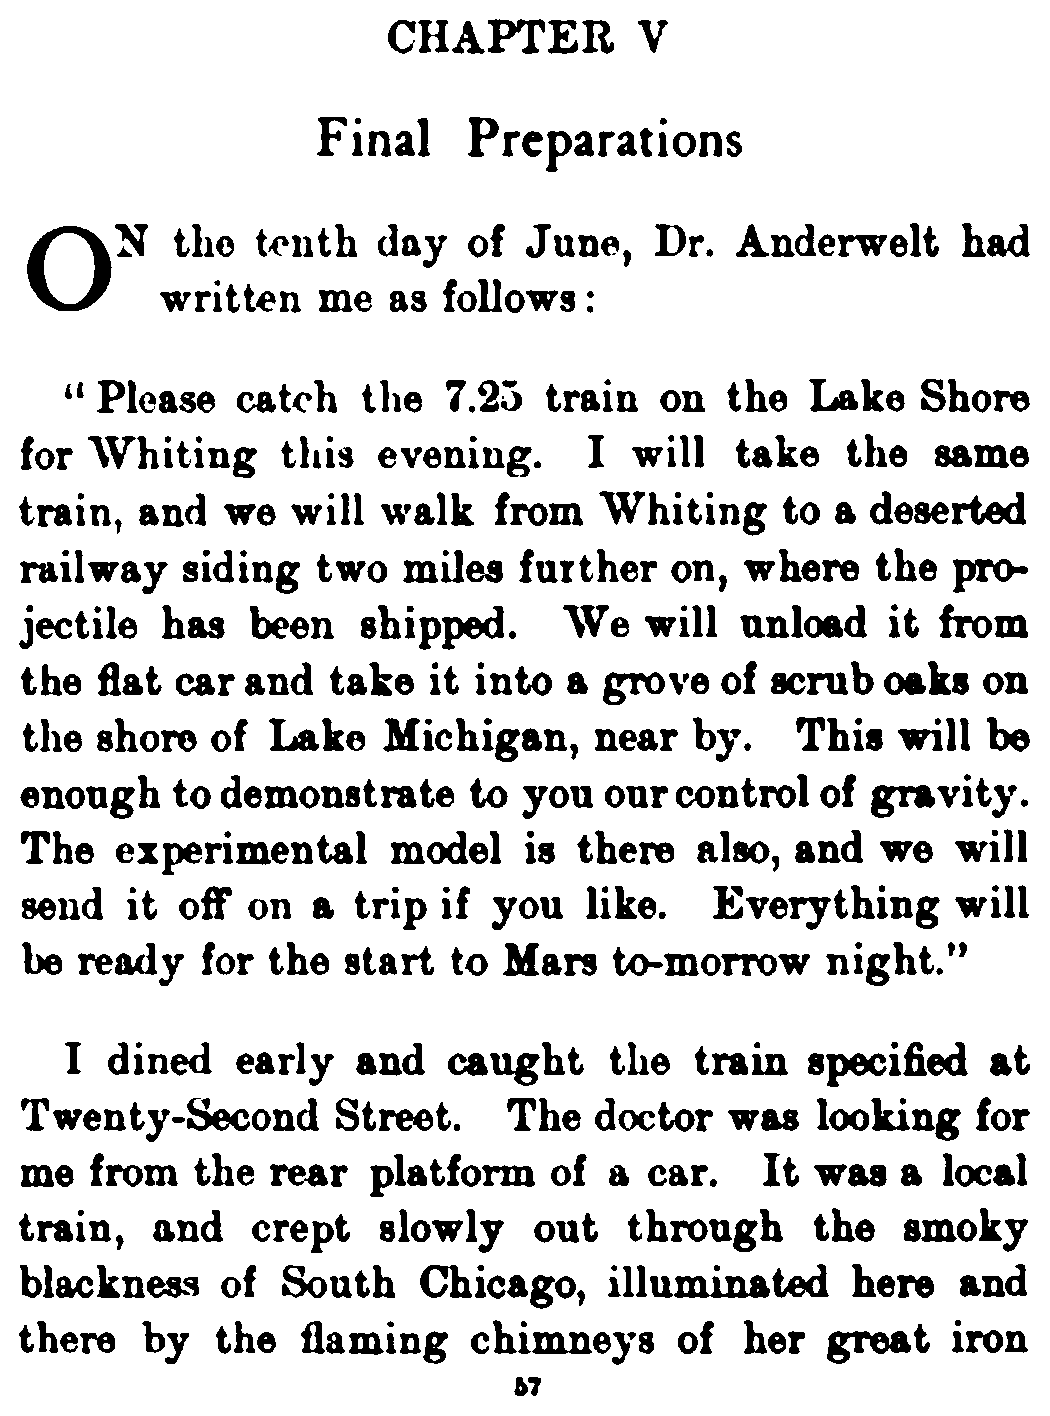 CHAPTER V
Final Preparations
ON the tenth day of June, Dr. Anderwelt had
written me as follows:
"Please catch the 7.25 train on the Lake Shore
for Whiting this evening. I will take the same
train, and we will walk from Whiting to a deserted
railway siding two miles further on, where the pro-
jectile has been shipped. We will unload it from
the flat car and take it into a grove of scrub oaks on
the shore of Lake Michigan, near by. This will be
enough to demonstrate to you our control of gravity.
The experimental model is there also, and we will
send it off on a trip if you like. Everything will
be ready for the start to Mars to-morrow night."
I dined early and caught the train specified at
Twenty-Second Street. The doctor was looking for
me from the rear platform of a car. It was a local
train, and crept slowly out through the smoky
blackness of South Chicago, illuminated here and
there by the flaming chimneys of her great iron
57